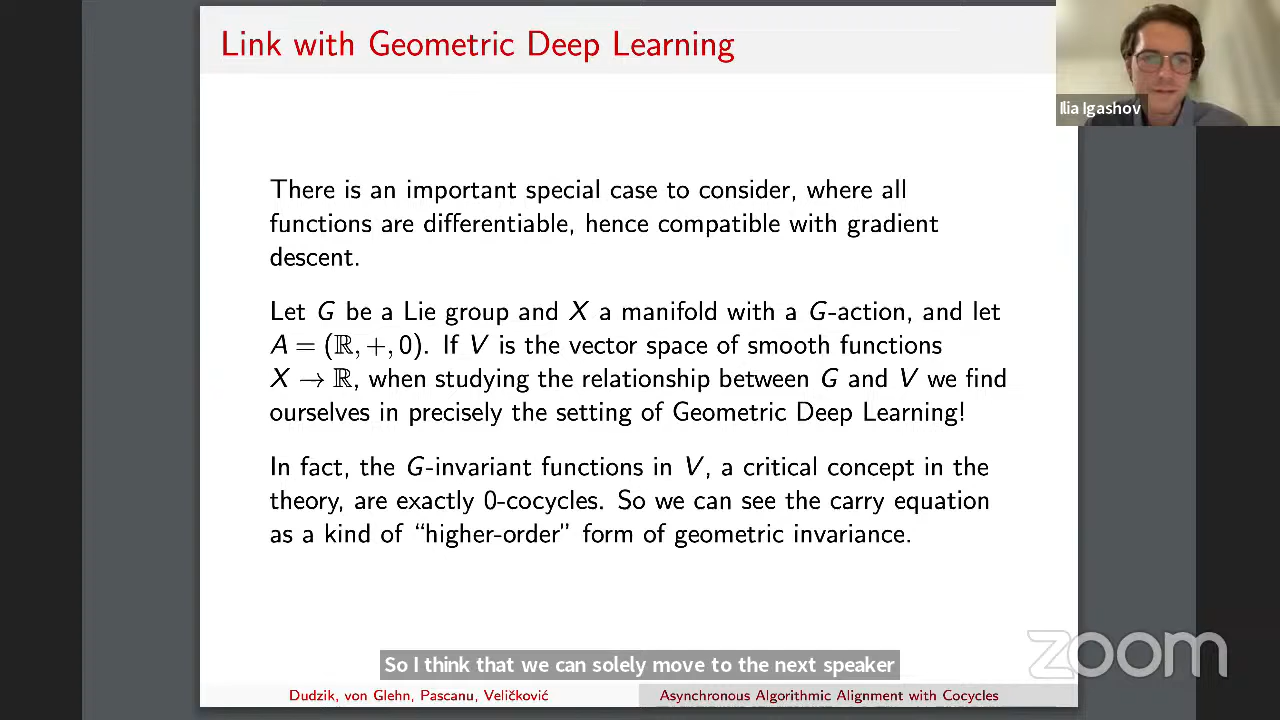 Link with Geometric Deep Learning
Ilia Igashov
There is an important special case to consider, where all
functions are differentiable, hence compatible with gradient
descent.
Let G be a Lie group and X a manifold with a G-action, and let
A = (ℝ, +, 0). If V is the vector space of smooth functions
X → ℝ, when studying the relationship between G and V we find
ourselves in precisely the setting of Geometric Deep Learning!
In fact, the G-invariant functions in V, a critical concept in the
theory, are exactly 0-cocycles. So we can see the carry equation
as a kind of “higher-order” form of geometric invariance.
So I think that we can solely move to the next speaker
zoom
Dudzik, von Glehn, Pascanu, Veličković
Asynchronous Algorithmic Alignment with Cocycles